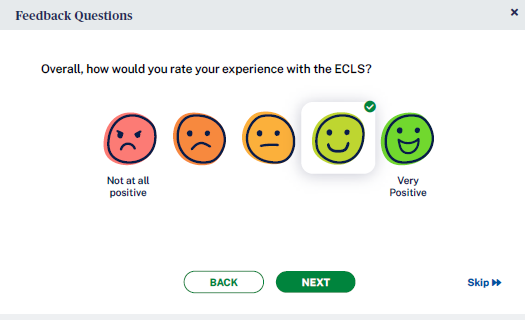 Feedback Questions
Overall, how would you rate your experience with the ECLS?
Not at all
positive
Very
Positive
BACK
NEXT
Skip